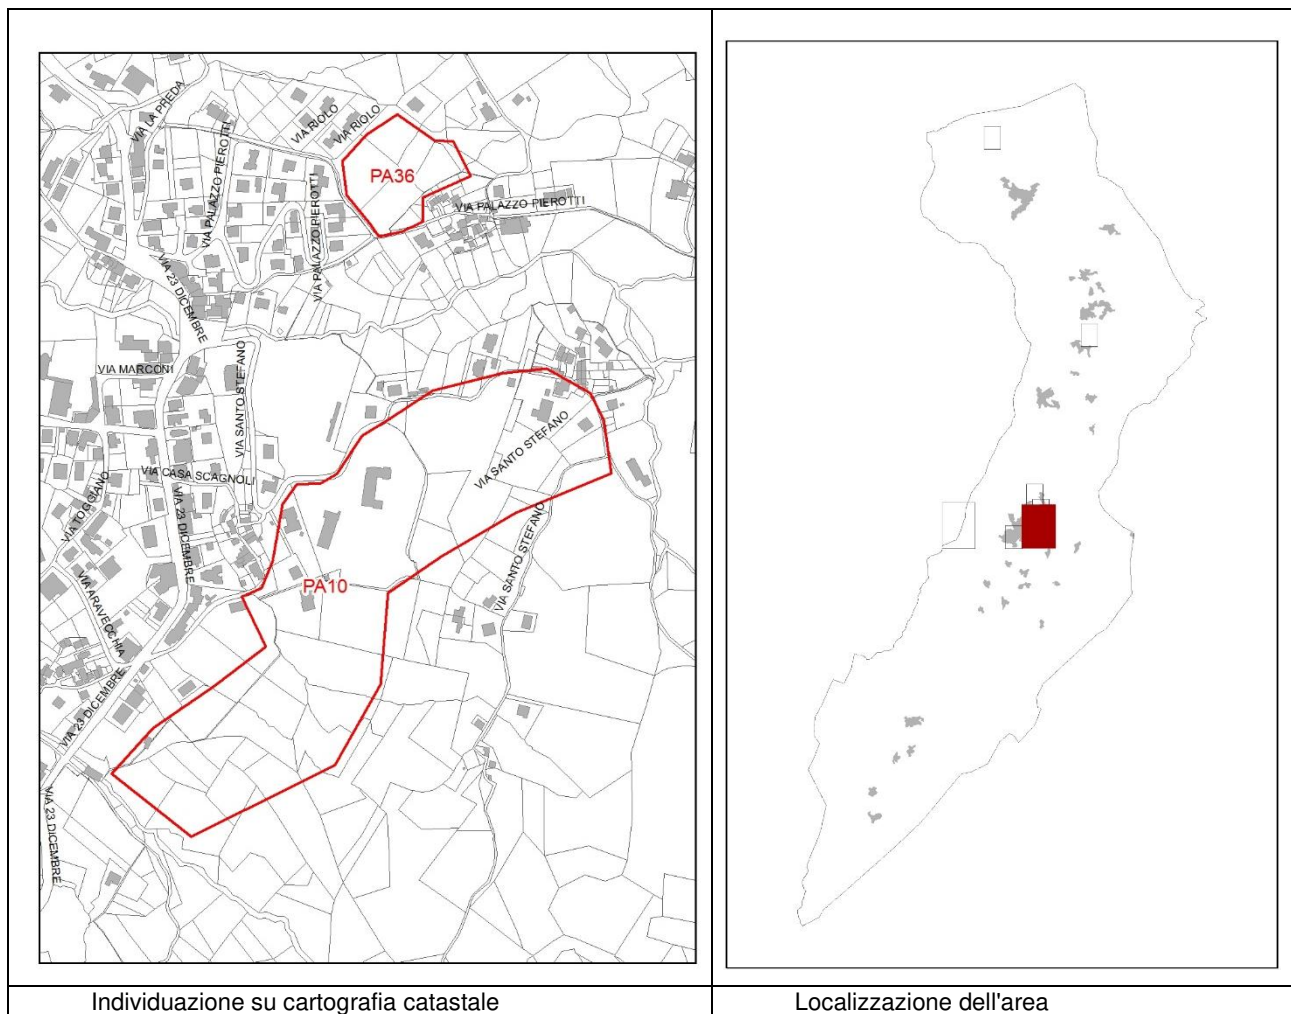 VIA LA PREDA
VIA RIOLO
VIA RIOLO
PA36
VIA PALAZZO PIEROTTI
VIA PALAZZO PIEROTTI
VIA PALAZZO PIEROTTI
VIA 23 DICEMBRE
VIA MARCONI
VIA SANTO STEFANO
VIA SANTO STEFANO
VIA CASA SCAGNOLI
VIA TOGGIANO
VIA 23 DICEMBRE
VIA SANTO STEFANO
PA10
VIA ARAVECCHIA
VIA 23 DICEMBRE
VIA 23 DICEMBRE
Individuazione su cartografia catastale
Localizzazione dell'area